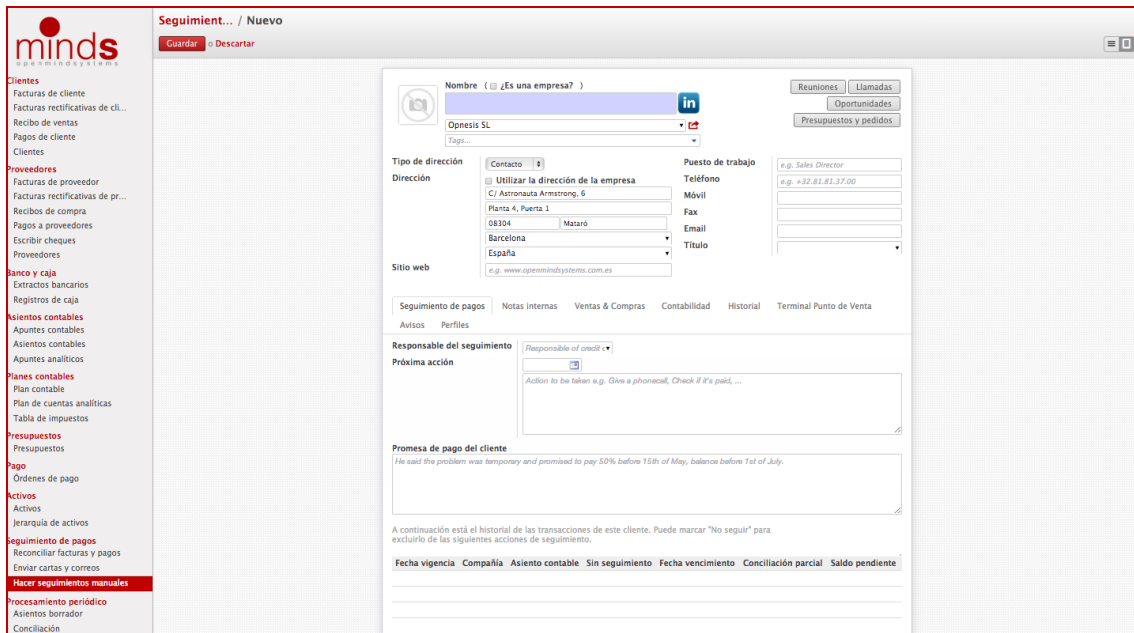 minds
openmindsystems
Clientes
Facturas de cliente
Facturas rectificativas de cli...
Recibo de ventas
Pagos de cliente
Clientes
Proveedores
Facturas de proveedor
Facturas rectificativas de pr...
Recibos de compra
Pagos a proveedores
Escribir cheques
Proveedores
Banco y caja
Extractos bancarios
Registros de caja
Asientos contables
Apuntes contables
Asientos contables
Apuntes analíticos
Planes contables
Plan contable
Plan de cuentas analíticas
Tabla de impuestos
Presupuestos
Presupuestos
Pago
Órdenes de pago
Activos
Activos
Jerarquía de activos
Seguimiento de pagos
Reconciliar facturas y pagos
Enviar cartas y correos
Hacer seguimientos manuales
Procesamiento periódico
Asientos borrador
Conciliación
Seguimient... / Nuevo
Guardar o Descartar
Nombre ( ¿Es una empresa? )
in
Opnesis SL
Tags...
Reuniones Llamadas
Oportunidades
Presupuestos y pedidos
Tipo de dirección Contacto
Dirección Utilizar la dirección de la empresa
C/ Astronauta Armstrong, 6
Planta 4, Puerta 1
08304 Mataró
Barcelona
España
Sitio web e.g. www.openmindsystems.com.es
Puesto de trabajo e.g. Sales Director
Teléfono e.g. +32.81.81.37.00
Móvil
Fax
Email
Título
Seguimiento de pagos Notas internas Ventas & Compras Contabilidad Historial Terminal Punto de Venta
Avisos Perfiles
Responsable del seguimiento Responsible of credit c
Próxima acción
Action to be taken e.g. Give a phonecall, Check if it's paid, ...
Promesa de pago del cliente
He said the problem was temporary and promised to pay 50% before 15th of May, balance before 1st of July.
A continuación está el historial de las transacciones de este cliente. Puede marcar "No seguir" para
excluirlo de las siguientes acciones de seguimiento.
Fecha vigencia Compañía Asiento contable Sin seguimiento Fecha vencimiento Conciliación parcial Saldo pendiente